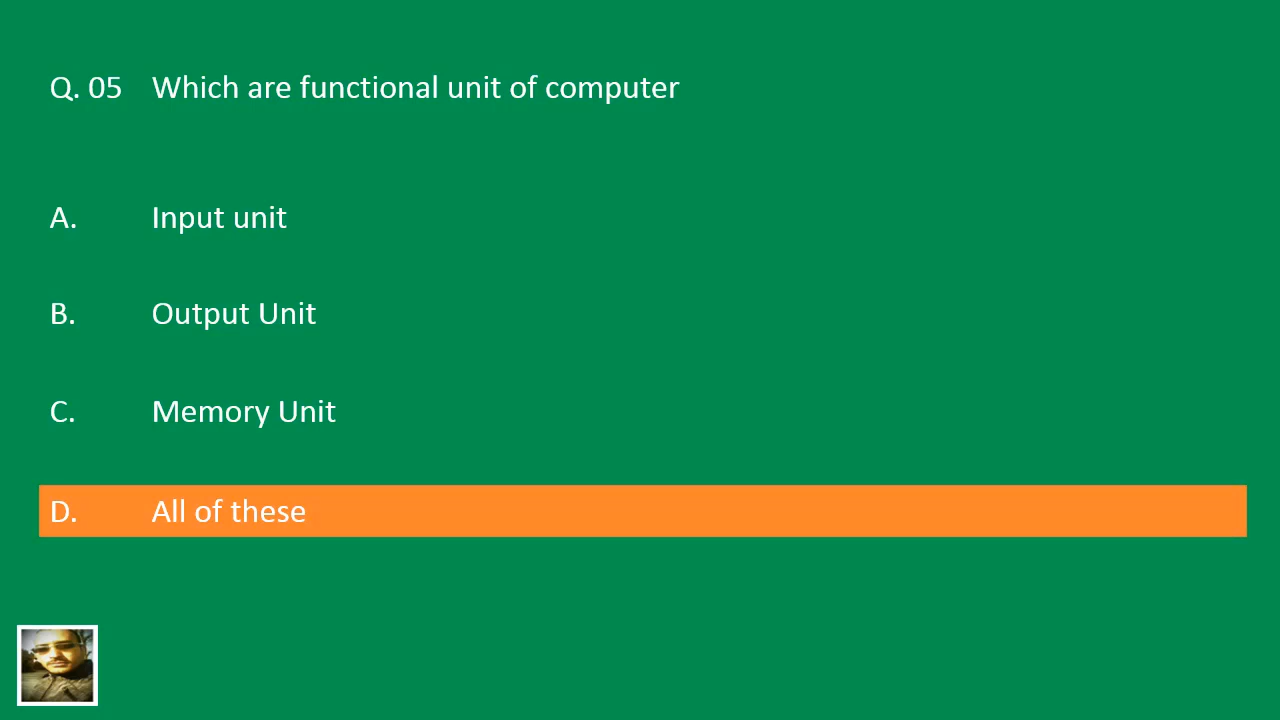 Q. 05 Which are functional unit of computer
A. Input unit
B. Output Unit
C. Memory Unit
D. All of these